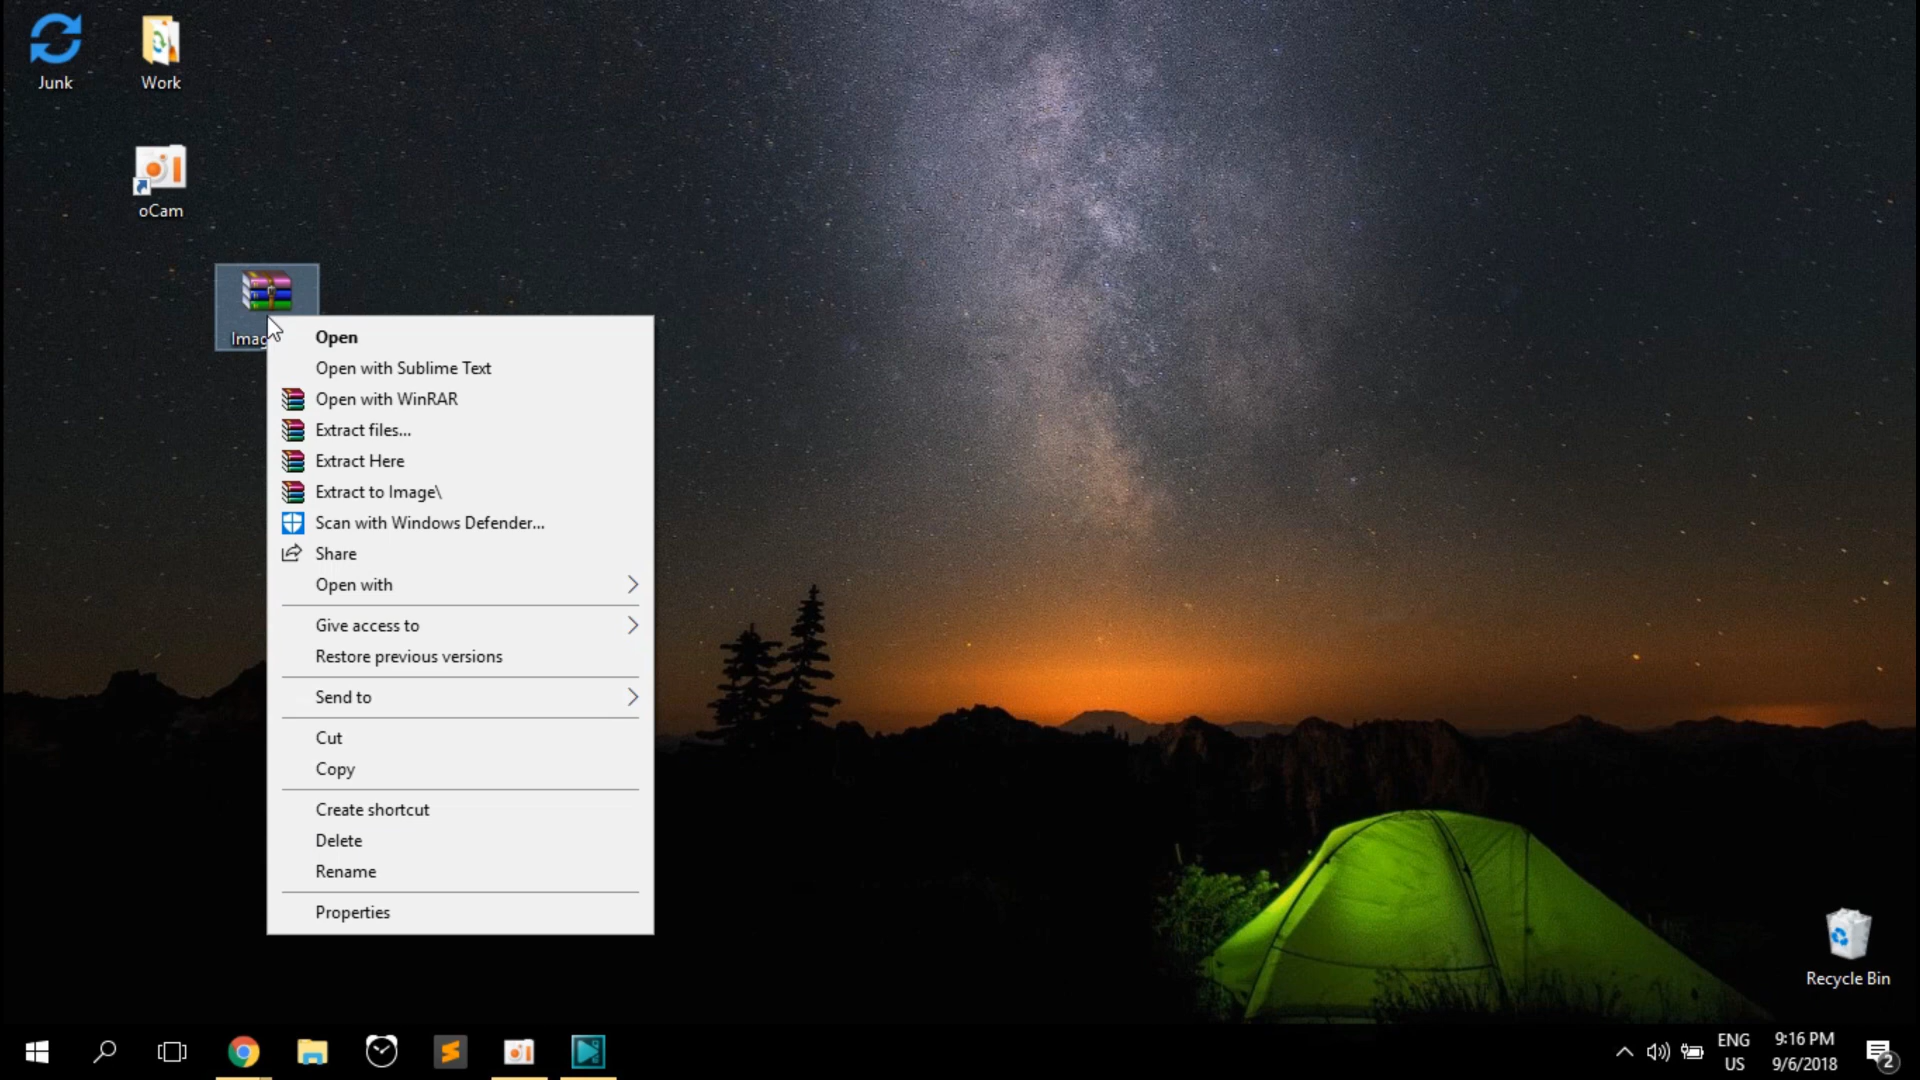 Junk
Work
oCam
Imag
Open
Open with Sublime Text
Open with WinRAR
Extract files...
Extract Here
Extract to Image\
Scan with Windows Defender...
Share
Open with
Give access to
Restore previous versions
Send to
Cut
Copy
Create shortcut
Delete
Rename
Properties
Recycle Bin
ENG
US
9:16 PM
9/6/2018
2